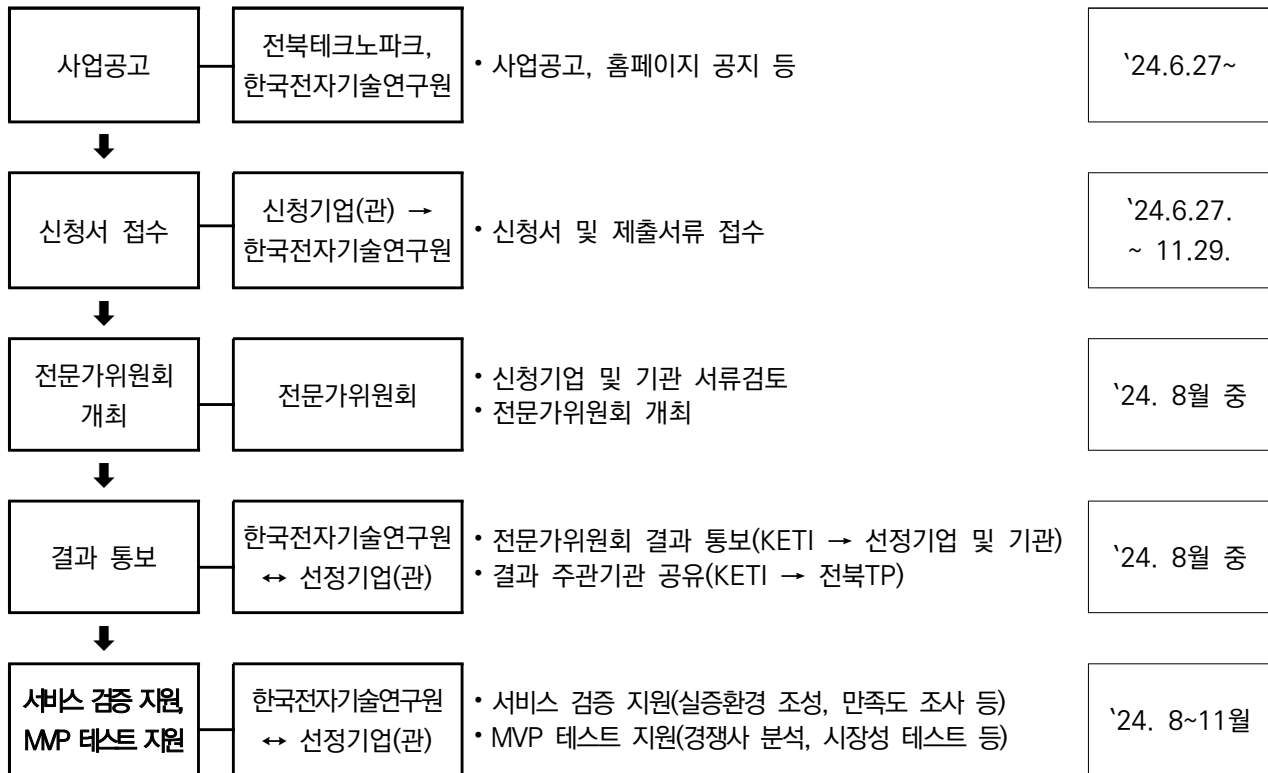 사업공고
전북테크노파크,
한국전자기술연구원
• 사업공고, 홈페이지 공지 등
`24.6.27~
신청서 접수
신청기업(관) →
한국전자기술연구원
• 신청서 및 제출서류 접수
`24.6.27.
~ 11.29.
전문가위원회
개최
전문가위원회
• 신청기업 및 기관 서류검토
• 전문가위원회 개최
`24. 8월 중
결과 통보
한국전자기술연구원
↔ 선정기업(관)
• 전문가위원회 결과 통보(KETI → 선정기업 및 기관)
• 결과 주관기관 공유(KETI → 전북TP)
`24. 8월 중
서비스 검증 지원,
MVP 테스트 지원
한국전자기술연구원
↔ 선정기업(관)
• 서비스 검증 지원(실증환경 조성, 만족도 조사 등)
• MVP 테스트 지원(경쟁사 분석, 시장성 테스트 등)
`24. 8~11월